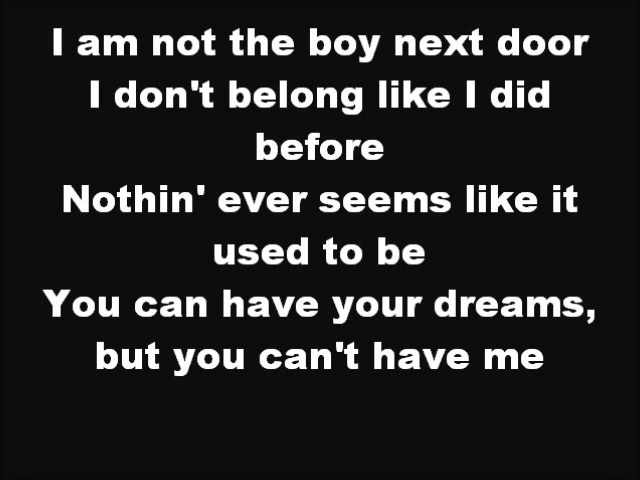 I am not the boy next door
I don't belong like I did
before
Nothin' ever seems like it
used to be
You can have your dreams,
but you can't have me